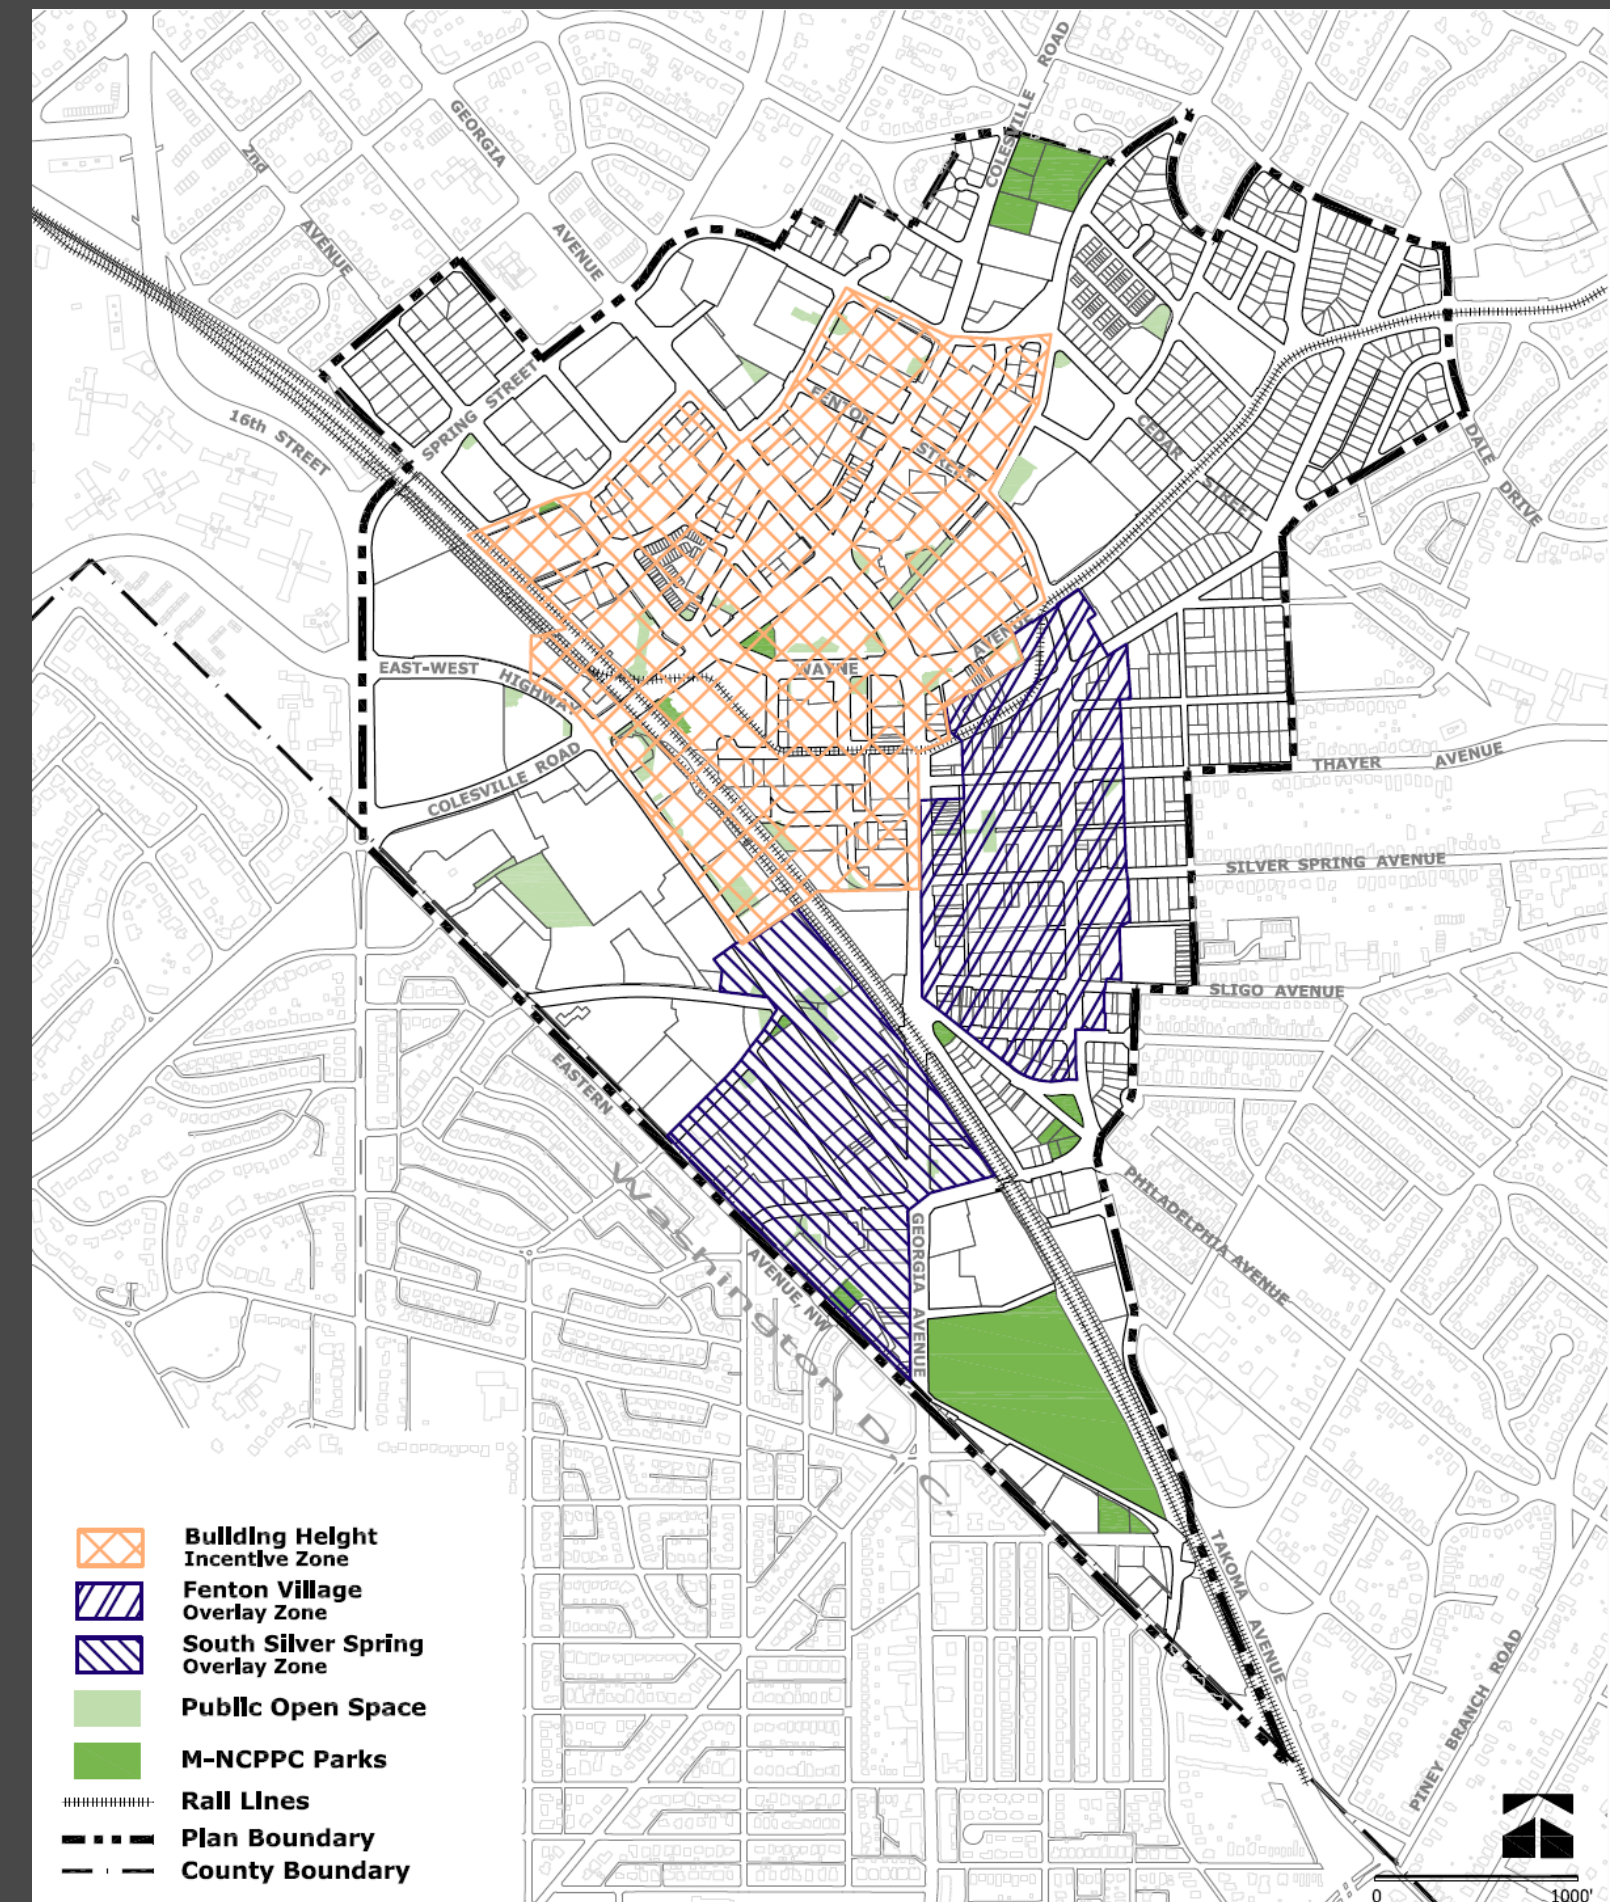 COLESVILLE ROAD
GEORGIA
AVENUE
2nd
AVENUE
SPRING STREET
16th STREET
FENTON
STREET
CEDAR
STREET
DALE
DRIVE
EAST-WEST
HIGHWAY
WAYNE
AVENUE
COLESVILLE ROAD
THAYER AVENUE
SILVER SPRING AVENUE
SLIGO AVENUE
EASTERN
AVENUE, NW
Washington D.C.
GEORGIA AVENUE
PHILADELPHIA AVENUE
TAKOMA AVENUE
PINEY BRANCH ROAD
Building Height
Incentive Zone
Fenton Village
Overlay Zone
South Silver Spring
Overlay Zone
Public Open Space
M-NCPPC Parks
Rail Lines
Plan Boundary
County Boundary
0 1000'